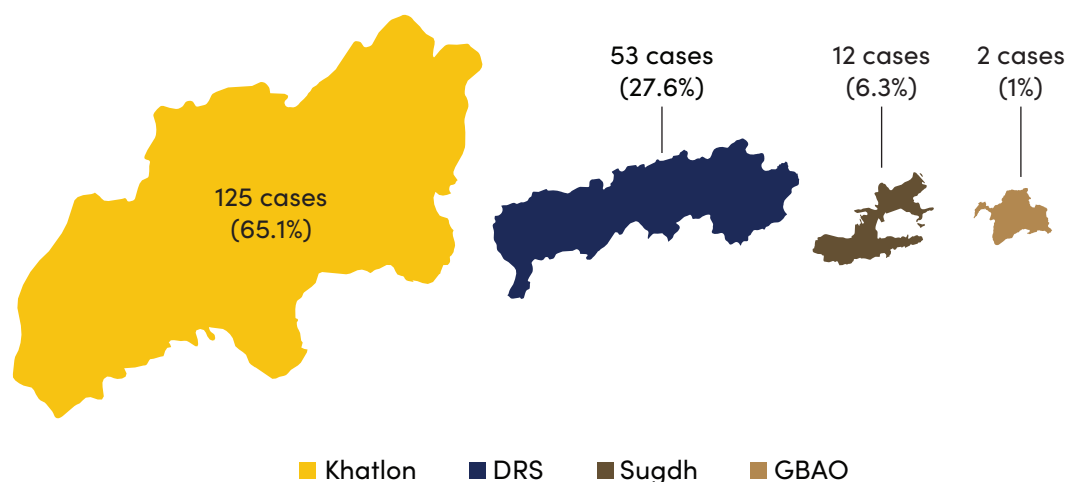 125 cases
(65.1%)
53 cases
(27.6%)
12 cases
(6.3%)
2 cases
(1%)
Khatlon
DRS
Sugdh
GBAO